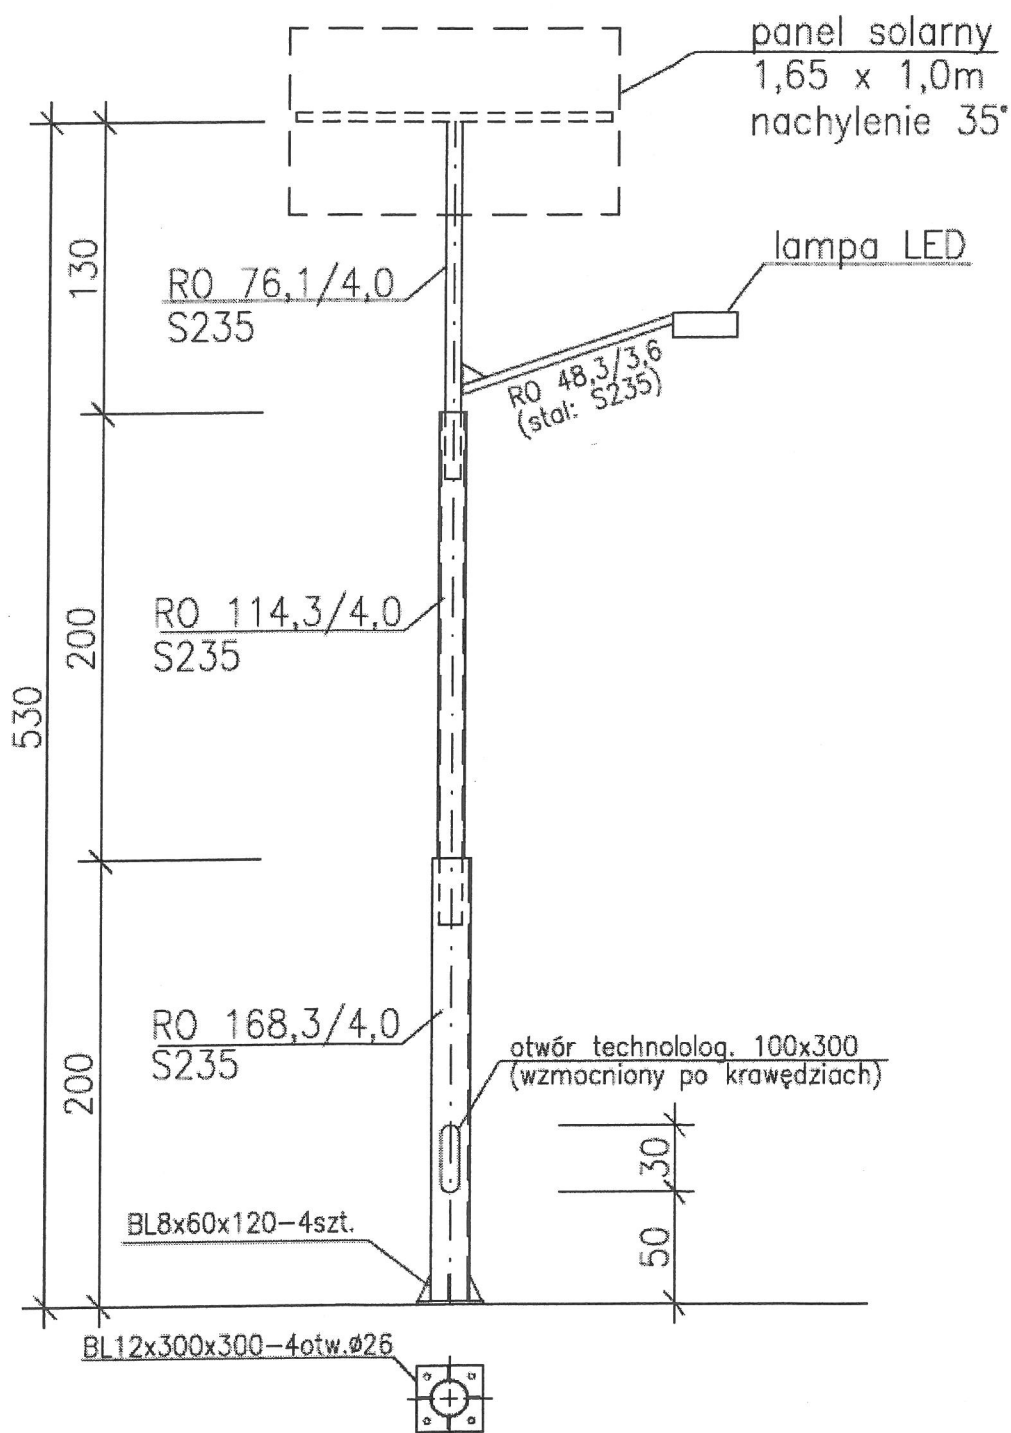 panel solarny
1,65 x 1,0m
nachylenie 35°
lampa LED
130
RO 76,1/4,0
S235
RO 48,3/3,6
(stal: S235)
RO 114,3/4,0
S235
200
530
RO 168,3/4,0
S235
otwór technoblog. 100x300
(wzmocniony po krawędziach)
200
30
50
BL8x60x120-4szt.
BL12x300x300-4otw.ø26